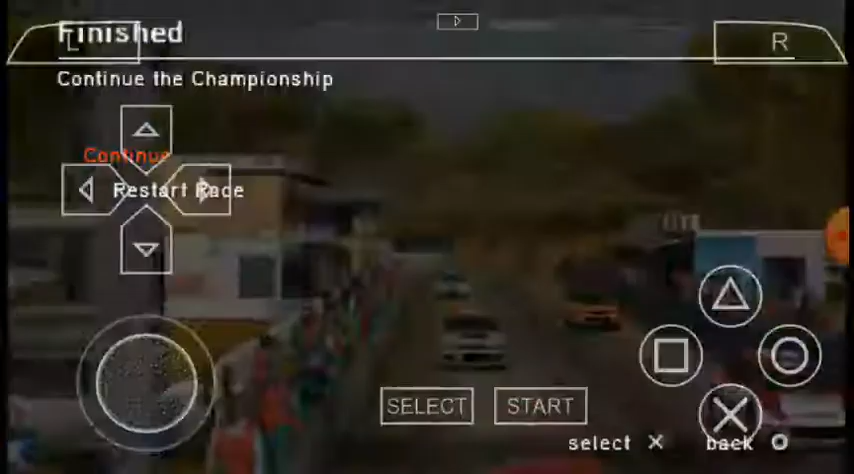 Finished
L
R
Continue the Championship
Continue
Restart Race
SELECT
START
select X
back O